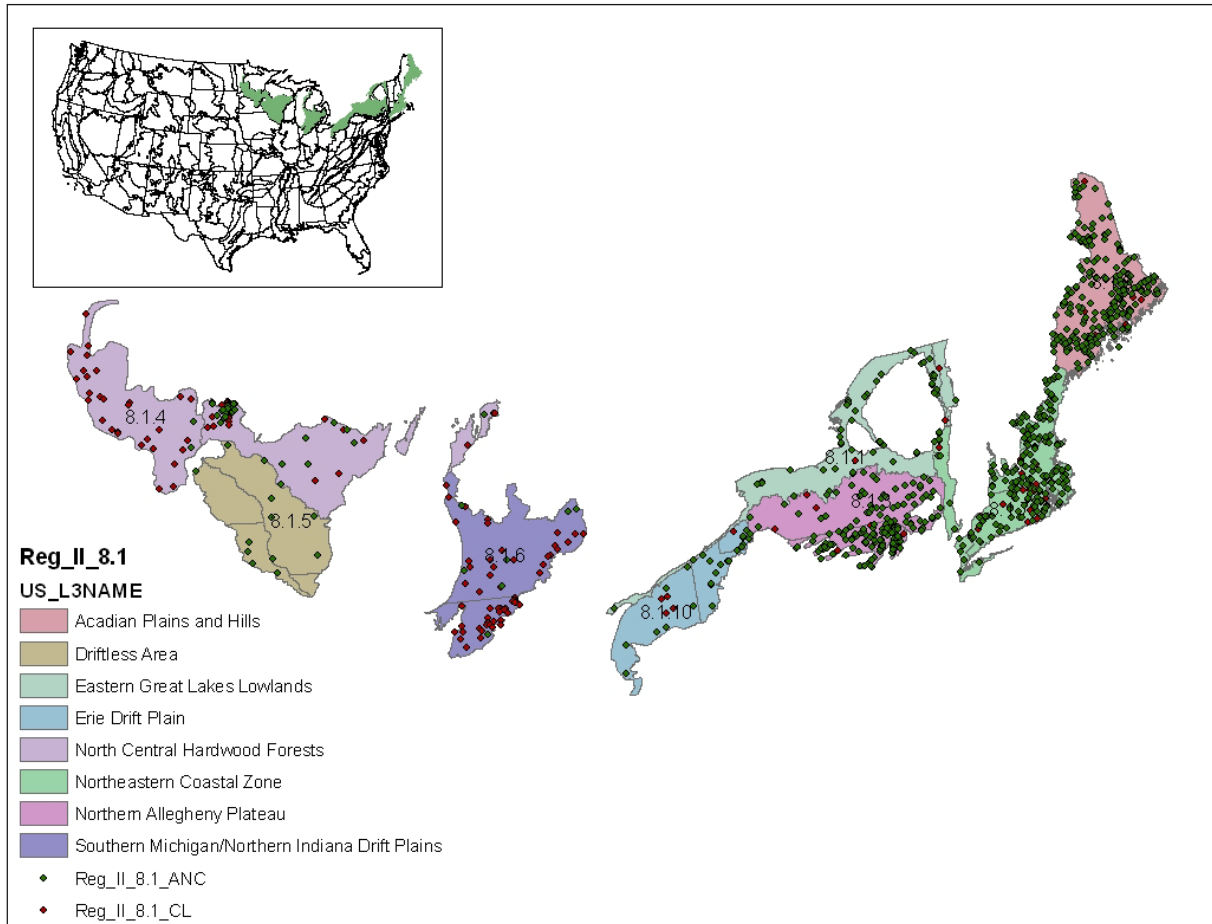 8.1.4
8.1.5
8.1.6
8.1.10
8.1.1
Reg_II_8.1
US_L3NAME
Acadian Plains and Hills
Driftless Area
Eastern Great Lakes Lowlands
Erie Drift Plain
North Central Hardwood Forests
Northeastern Coastal Zone
Northern Allegheny Plateau
Southern Michigan/Northern Indiana Drift Plains
Reg_II_8.1_ANC
Reg_II_8.1_CL